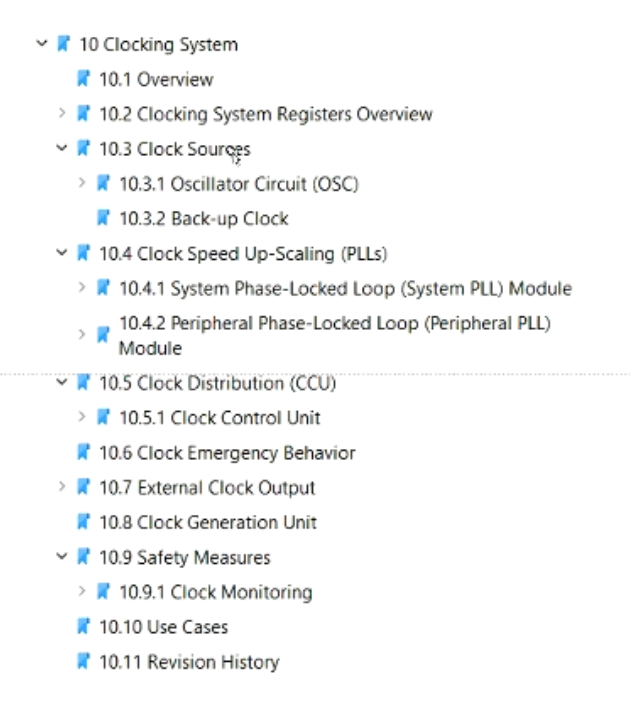 10 Clocking System
10.1 Overview
10.2 Clocking System Registers Overview
10.3 Clock Sources
10.3.1 Oscillator Circuit (OSC)
10.3.2 Back-up Clock
10.4 Clock Speed Up-Scaling (PLLs)
10.4.1 System Phase-Locked Loop (System PLL) Module
10.4.2 Peripheral Phase-Locked Loop (Peripheral PLL)
Module
10.5 Clock Distribution (CCU)
10.5.1 Clock Control Unit
10.6 Clock Emergency Behavior
10.7 External Clock Output
10.8 Clock Generation Unit
10.9 Safety Measures
10.9.1 Clock Monitoring
10.10 Use Cases
10.11 Revision History